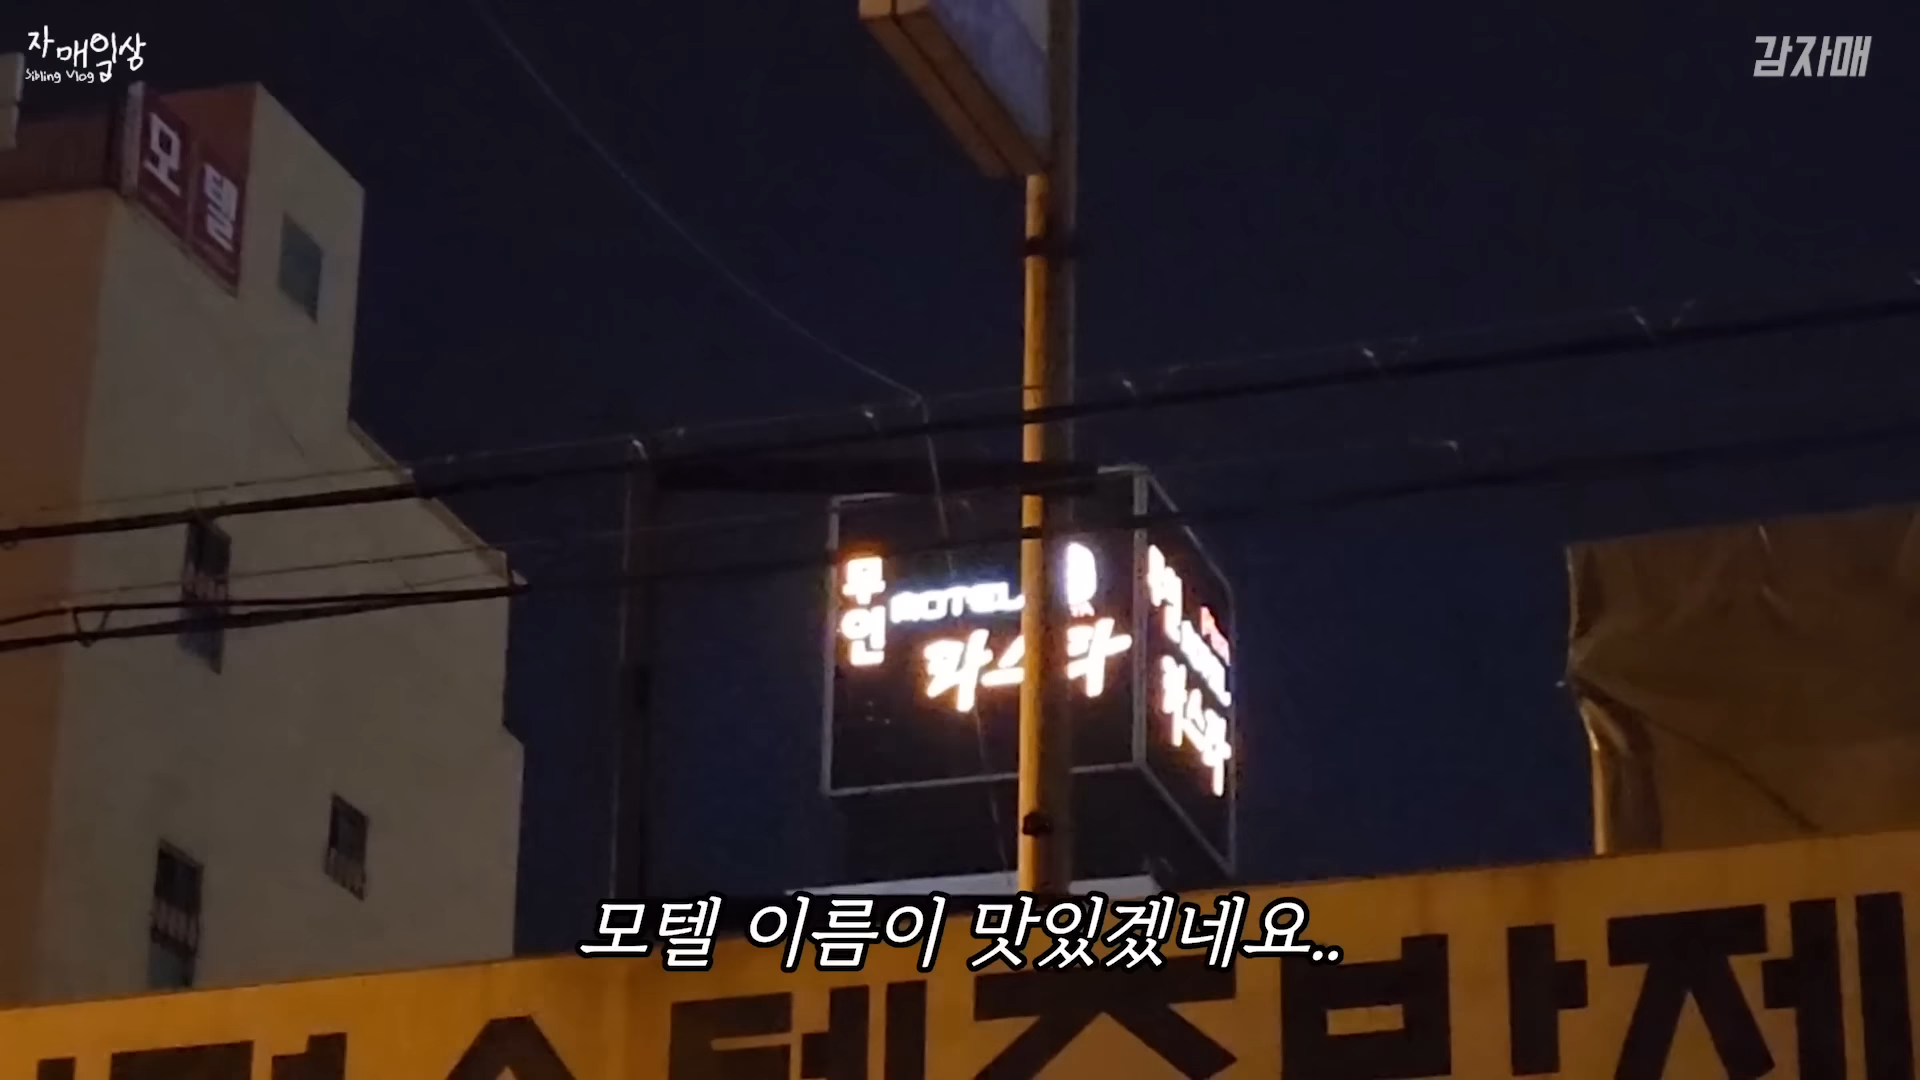 자매일상
Sibling Vlog
감자매
모텔
무인
MOTEL
파스타
모텔 이름이 맛있겠네요..